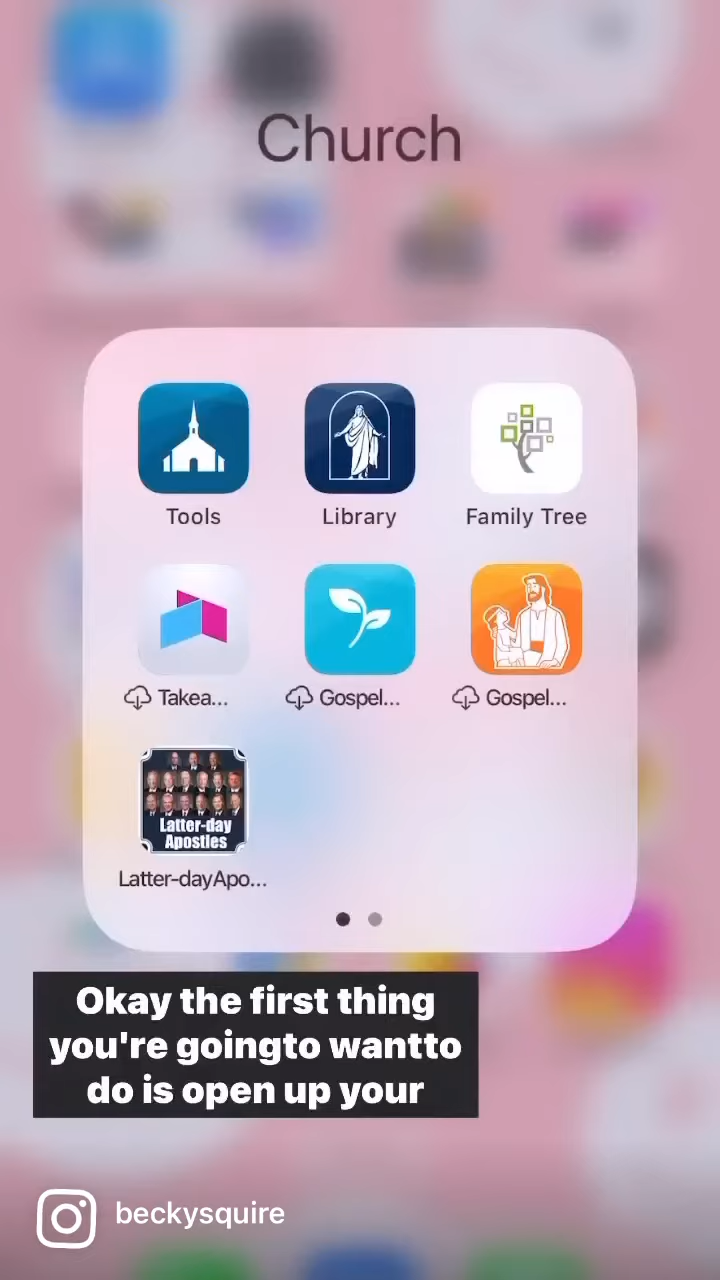 Church
Tools
Library
Family Tree
Takea...
Gospel...
Gospel...
Latter-day
Apostles
Latter-dayApo...
Okay the first thing
you're goingto wantto
do is open up your
beckysquire